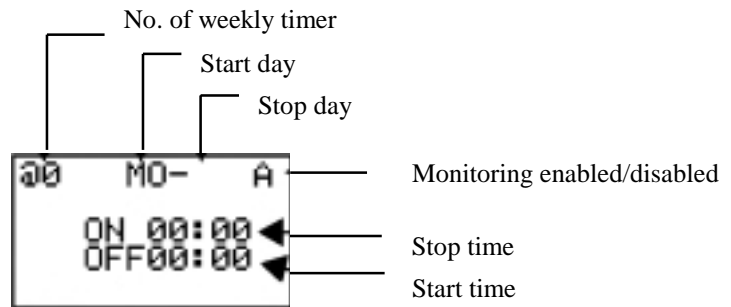 No. of weekly timer
Start day
Stop day
@0 MO- A
Monitoring enabled/disabled
ON 00:00
Stop time
OFF00:00
Start time